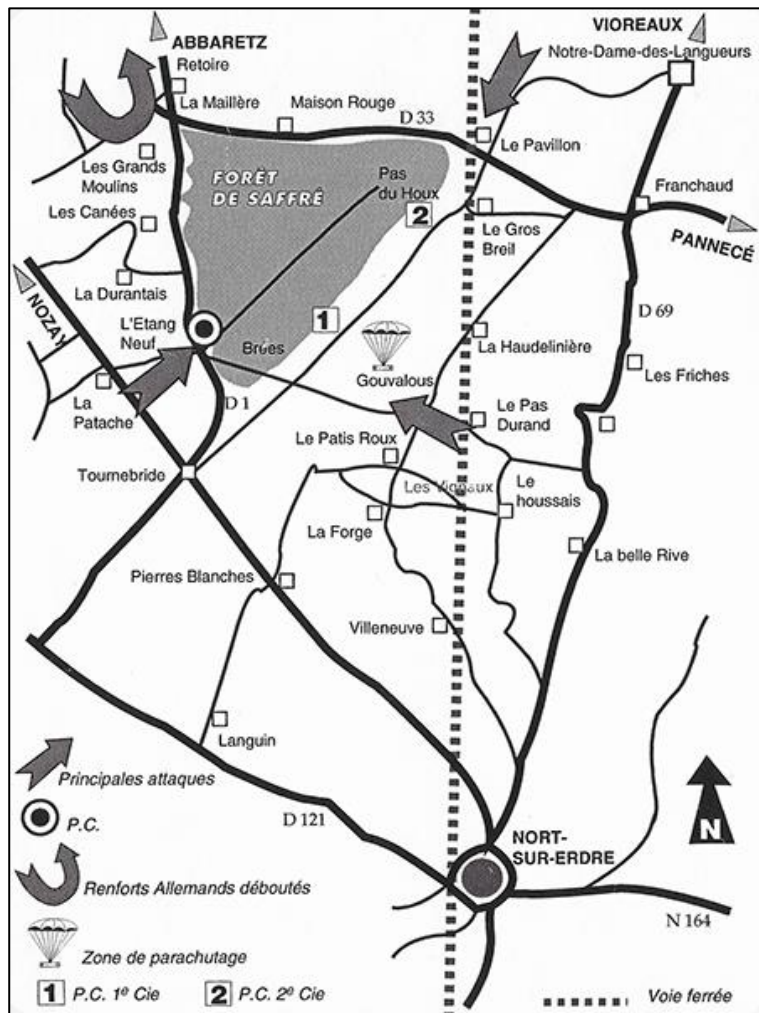 ABBARETZ
VIOREAUX
Notre-Dame-des-Langueurs
Retoire
La Maillère
Maison Rouge
D 33
Le Pavillon
Les Grands
Moulins
FORÊT
DE SAFFRÉ
Pas
du Houx
Franchaud
Les Canées
2
Le Gros
Breil
PANNECÉ
La Durantais
NOZAY
L'Etang
Neuf
1
D 69
Brées
La Haudelinière
Gouvalous
Les Friches
La
Patache
D 1
Le Pas
Durand
Le Patis Roux
Tournebride
Les Vigneaux
Le
houssais
La Forge
La belle Rive
Pierres Blanches
Villeneuve
Languin
Principales attaques
P.C.
D 121
N
NORT-
SUR-ERDRE
Renforts Allemands déboutés
N 164
Zone de parachutage
1 P.C. 1e Cie
2 P.C. 2e Cie
Voie ferrée